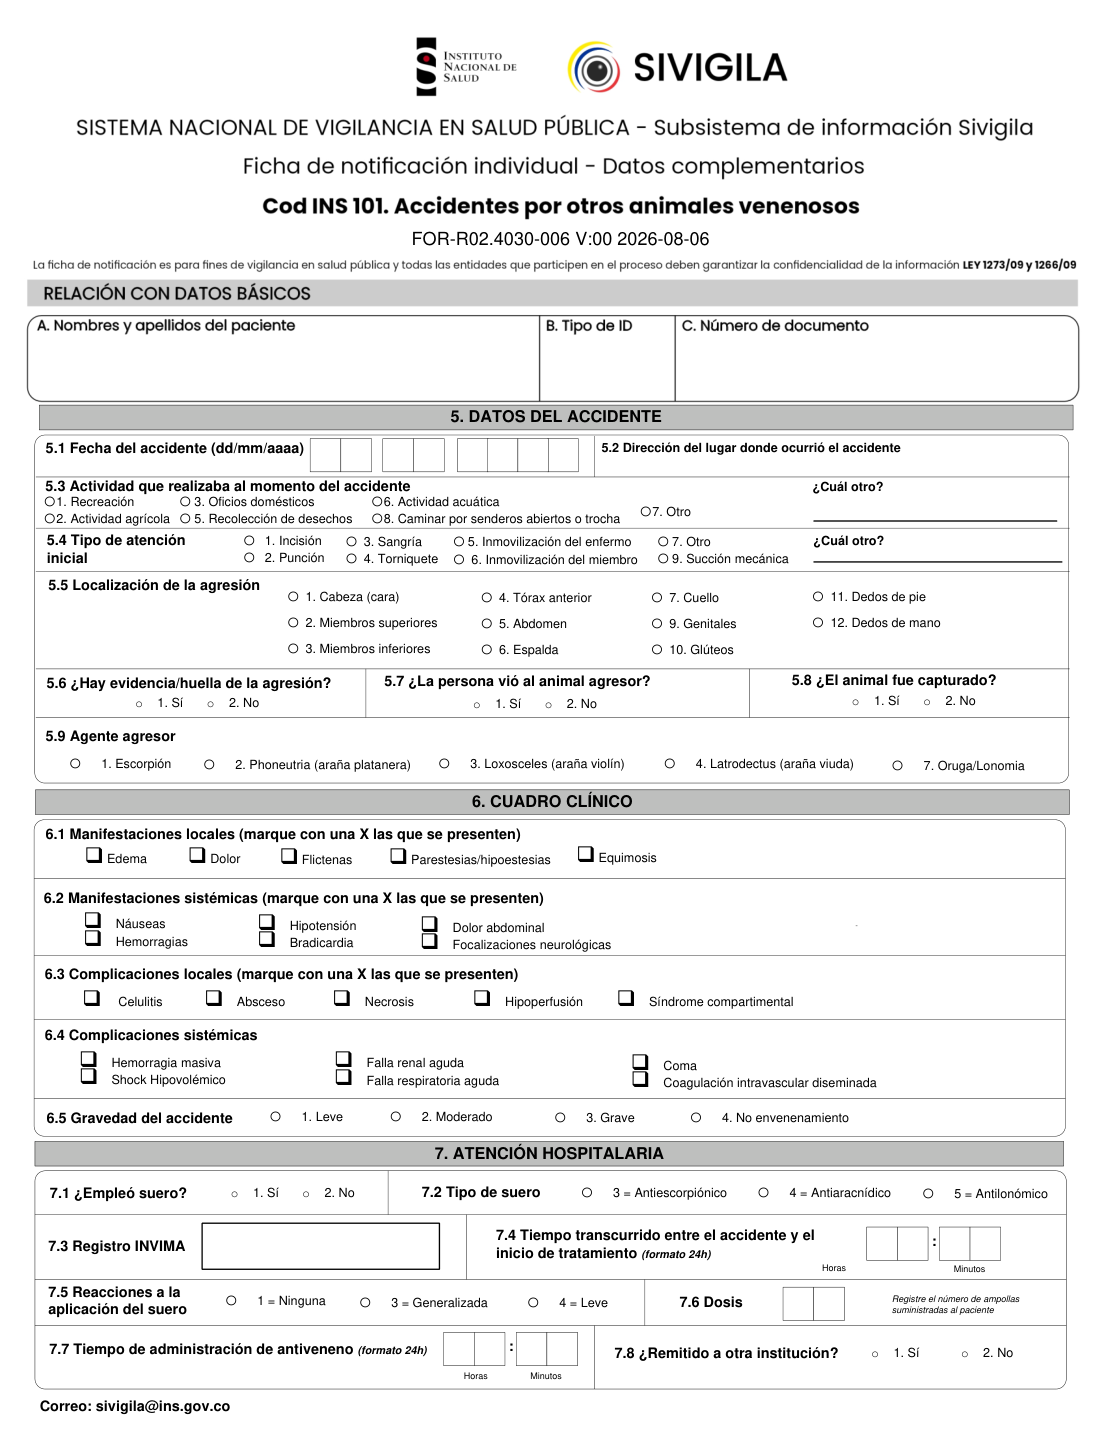 INSTITUTO
NACIONAL DE
SALUD
SIVIGILA
SISTEMA NACIONAL DE VIGILANCIA EN SALUD PÚBLICA - Subsistema de información Sivigila
Ficha de notificación individual - Datos complementarios
Cod INS 101. Accidentes por otros animales venenosos
FOR-R02.4030-006 V:00 2026-08-06
La ficha de notificación es para fines de vigilancia en salud pública y todas las entidades que participen en el proceso deben garantizar la confidencialidad de la información LEY 1273/09 y 1266/09
RELACIÓN CON DATOS BÁSICOS
A. Nombres y apellidos del paciente B. Tipo de ID C. Número de documento
5. DATOS DEL ACCIDENTE
5.1 Fecha del accidente (dd/mm/aaaa) 5.2 Dirección del lugar donde ocurrió el accidente
5.3 Actividad que realizaba al momento del accidente ¿Cuál otro?
1. Recreación 3. Oficios domésticos 6. Actividad acuática
7. Otro
2. Actividad agrícola 5. Recolección de desechos 8. Caminar por senderos abiertos o trocha
5.4 Tipo de atención inicial
1. Incisión 3. Sangría 5. Inmovilización del enfermo 7. Otro ¿Cuál otro?
2. Punción 4. Torniquete 6. Inmovilización del miembro 9. Succión mecánica
5.5 Localización de la agresión
1. Cabeza (cara) 4. Tórax anterior 7. Cuello 11. Dedos de pie
2. Miembros superiores 5. Abdomen 9. Genitales 12. Dedos de mano
3. Miembros inferiores 6. Espalda 10. Glúteos
5.6 ¿Hay evidencia/huella de la agresión? 5.7 ¿La persona vió al animal agresor? 5.8 ¿El animal fue capturado?
1. Sí 2. No 1. Sí 2. No 1. Sí 2. No
5.9 Agente agresor
1. Escorpión 2. Phoneutria (araña platanera) 3. Loxosceles (araña violín) 4. Latrodectus (araña viuda) 7. Oruga/Lonomia
6. CUADRO CLÍNICO
6.1 Manifestaciones locales (marque con una X las que se presenten)
Edema Dolor Flictenas Parestesias/hipoestesias Equimosis
6.2 Manifestaciones sistémicas (marque con una X las que se presenten)
Náuseas Hipotensión Dolor abdominal
Hemorragias Bradicardia Focalizaciones neurológicas
6.3 Complicaciones locales (marque con una X las que se presenten)
Celulitis Absceso Necrosis Hipoperfusión Síndrome compartimental
6.4 Complicaciones sistémicas
Hemorragia masiva Falla renal aguda Coma
Shock Hipovolémico Falla respiratoria aguda Coagulación intravascular diseminada
6.5 Gravedad del accidente 1. Leve 2. Moderado 3. Grave 4. No envenenamiento
7. ATENCIÓN HOSPITALARIA
7.1 ¿Empleó suero? 1. Sí 2. No 7.2 Tipo de suero 3 = Antiescorpiónico 4 = Antiaracnídico 5 = Antilonómico
7.3 Registro INVIMA
7.4 Tiempo transcurrido entre el accidente y el
inicio de tratamiento (formato 24h) :
Horas Minutos
7.5 Reacciones a la
aplicación del suero
1 = Ninguna 3 = Generalizada 4 = Leve 7.6 Dosis
Registre el número de ampollas
suministradas al paciente
7.7 Tiempo de administración de antiveneno (formato 24h) :
Horas Minutos
7.8 ¿Remitido a otra institución? 1. Sí 2. No
Correo: sivigila@ins.gov.co